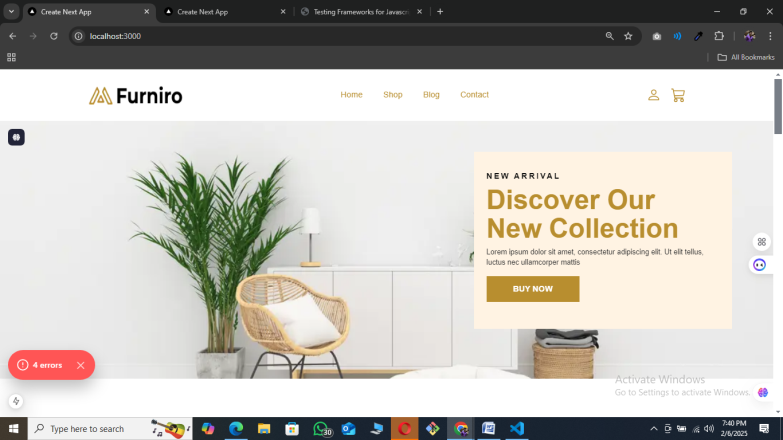 Create Next App
Create Next App
Testing Frameworks for Javascr
localhost:3000
All Bookmarks
Furniro
Home
Shop
Blog
Contact
NEW ARRIVAL
Discover Our
New Collection
Lorem ipsum dolor sit amet, consectetur adipiscing elit. Ut elit tellus,
luctus nec ullamcorper mattis
BUY NOW
4 errors
Activate Windows
Go to Settings to activate Windows.
Type here to search
30
7:40 PM
2/6/2025